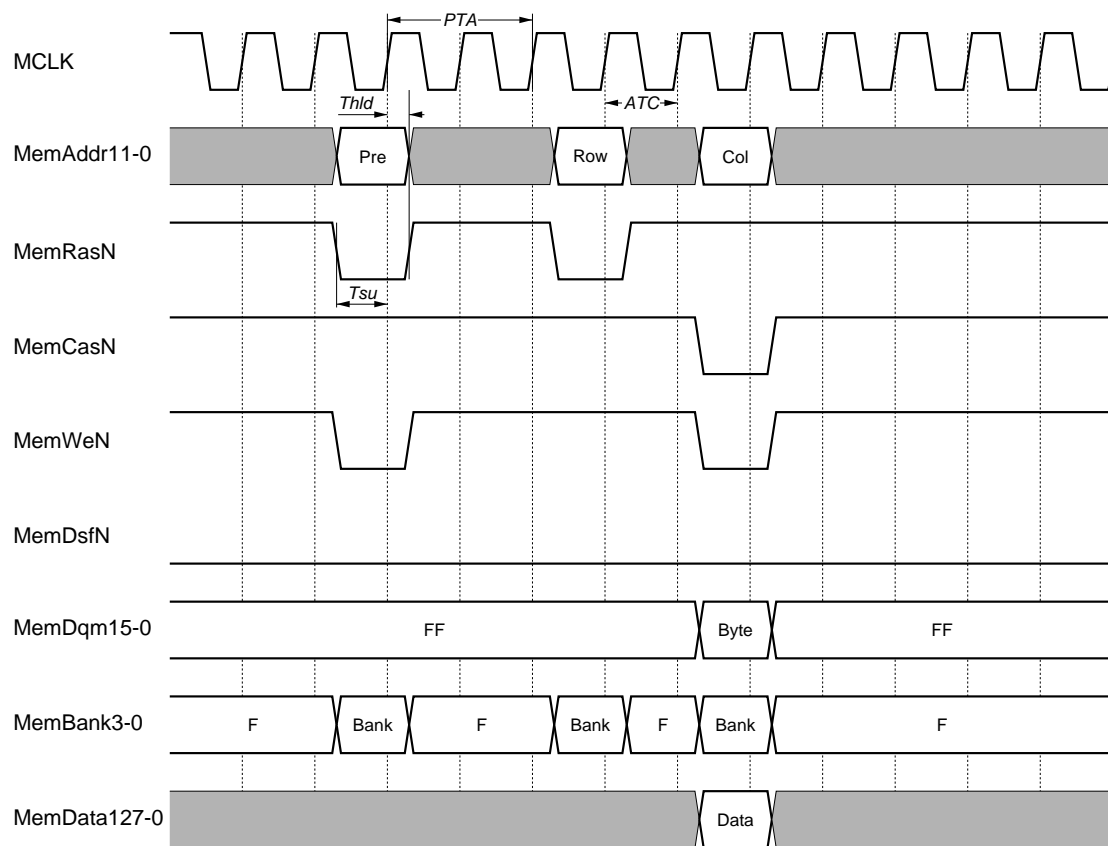 PTA
MCLK
Thld
ATC
MemAddr11-0
Pre
Row
Col
MemRasN
Tsu
MemCasN
MemWeN
MemDsfN
MemDqm15-0
FF
Byte
FF
MemBank3-0
F
Bank
F
Bank
F
Bank
F
MemData127-0
Data